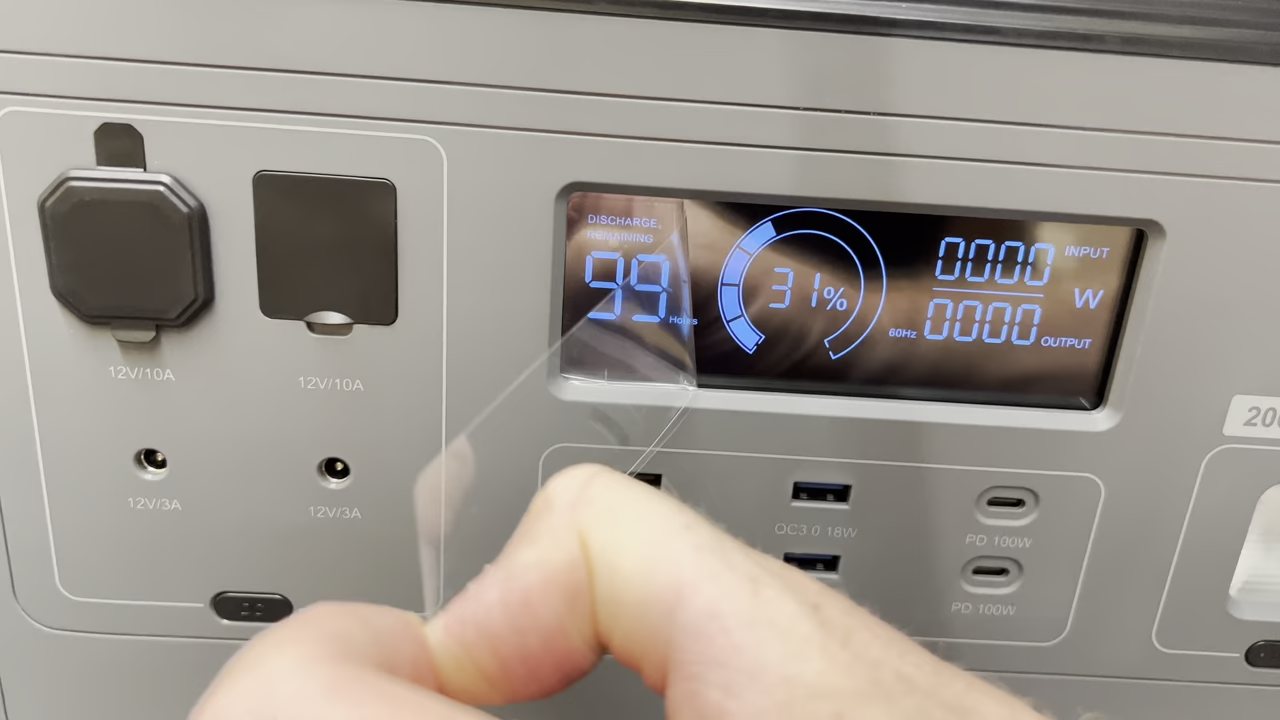 DISCHARGE
REMAINING
99
Holrs
31%
0000 INPUT
W
60Hz 0000 OUTPUT
12V/10A
12V/10A
12V/3A
12V/3A
QC3.0 18W
PD 100W
PD 100W